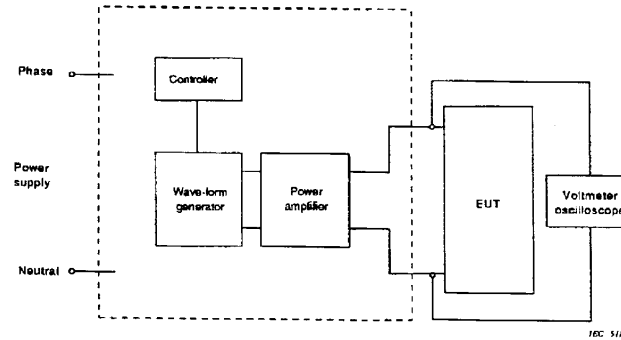 Phase
Controller
Power
supply
Wave-form
generator
Power
amplifier
EUT
Voltmeter
oscilloscope
Neutral
IEC